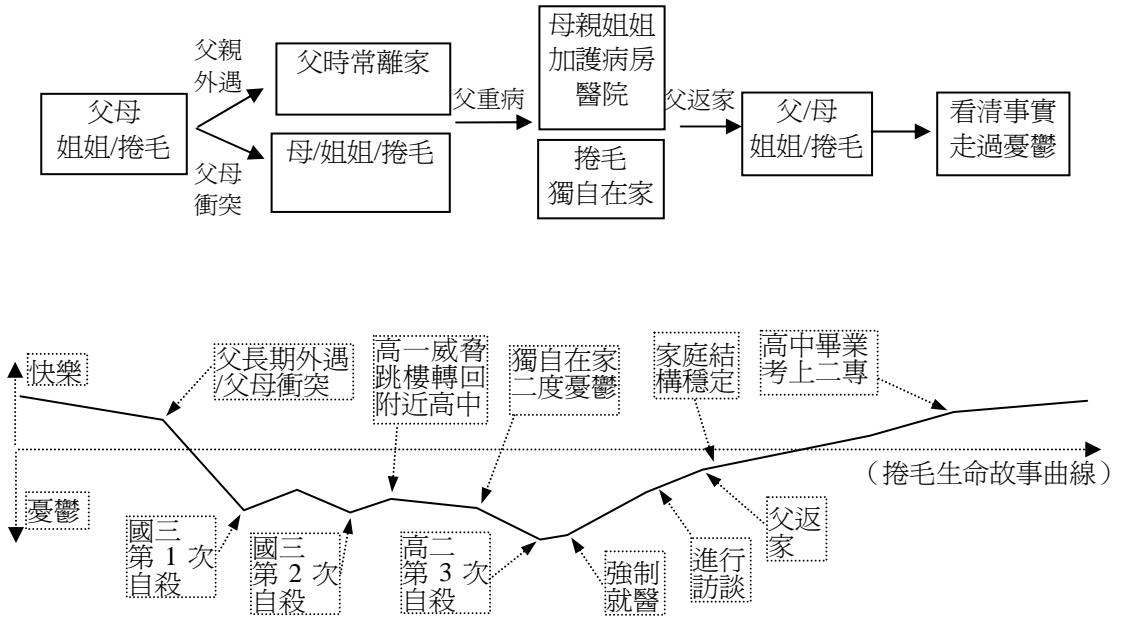 父親
外遇
父時常離家
父母
姐姐/捲毛
父母
衝突
母/姐姐/捲毛
父重病
母親姐姐
加護病房
醫院
捲毛
獨自在家
父返家
父/母
姐姐/捲毛
看清事實
走過憂鬱
快樂
憂鬱
父長期外遇
/父母衝突
高一威脅
跳樓轉回
附近高中
獨自在家
二度憂鬱
家庭結
構穩定
高中畢業
考上二專
（捲毛生命故事曲線）
國三
第 1 次
自殺
國三
第 2 次
自殺
高二
第 3 次
自殺
強制
就醫
進行
訪談
父返
家